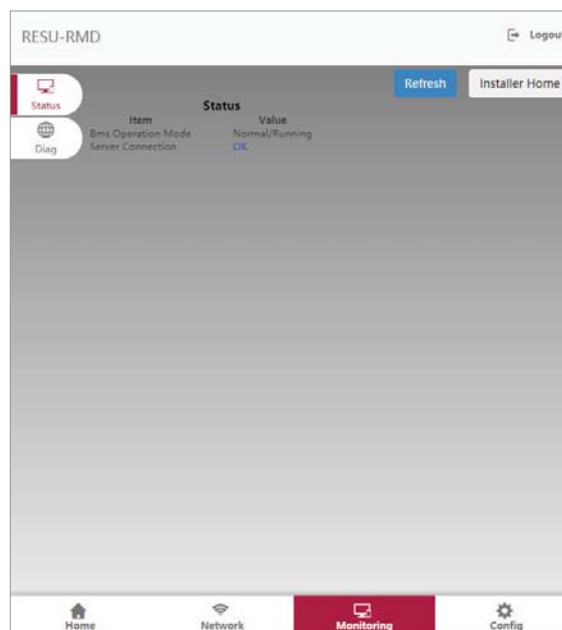 RESU-RMD
Logout
Refresh
Installer Home
Status
Diag
Status
Item Value
Bms Operation Mode Normal/Running
Server Connection OK
Home
Network
Monitoring
Config